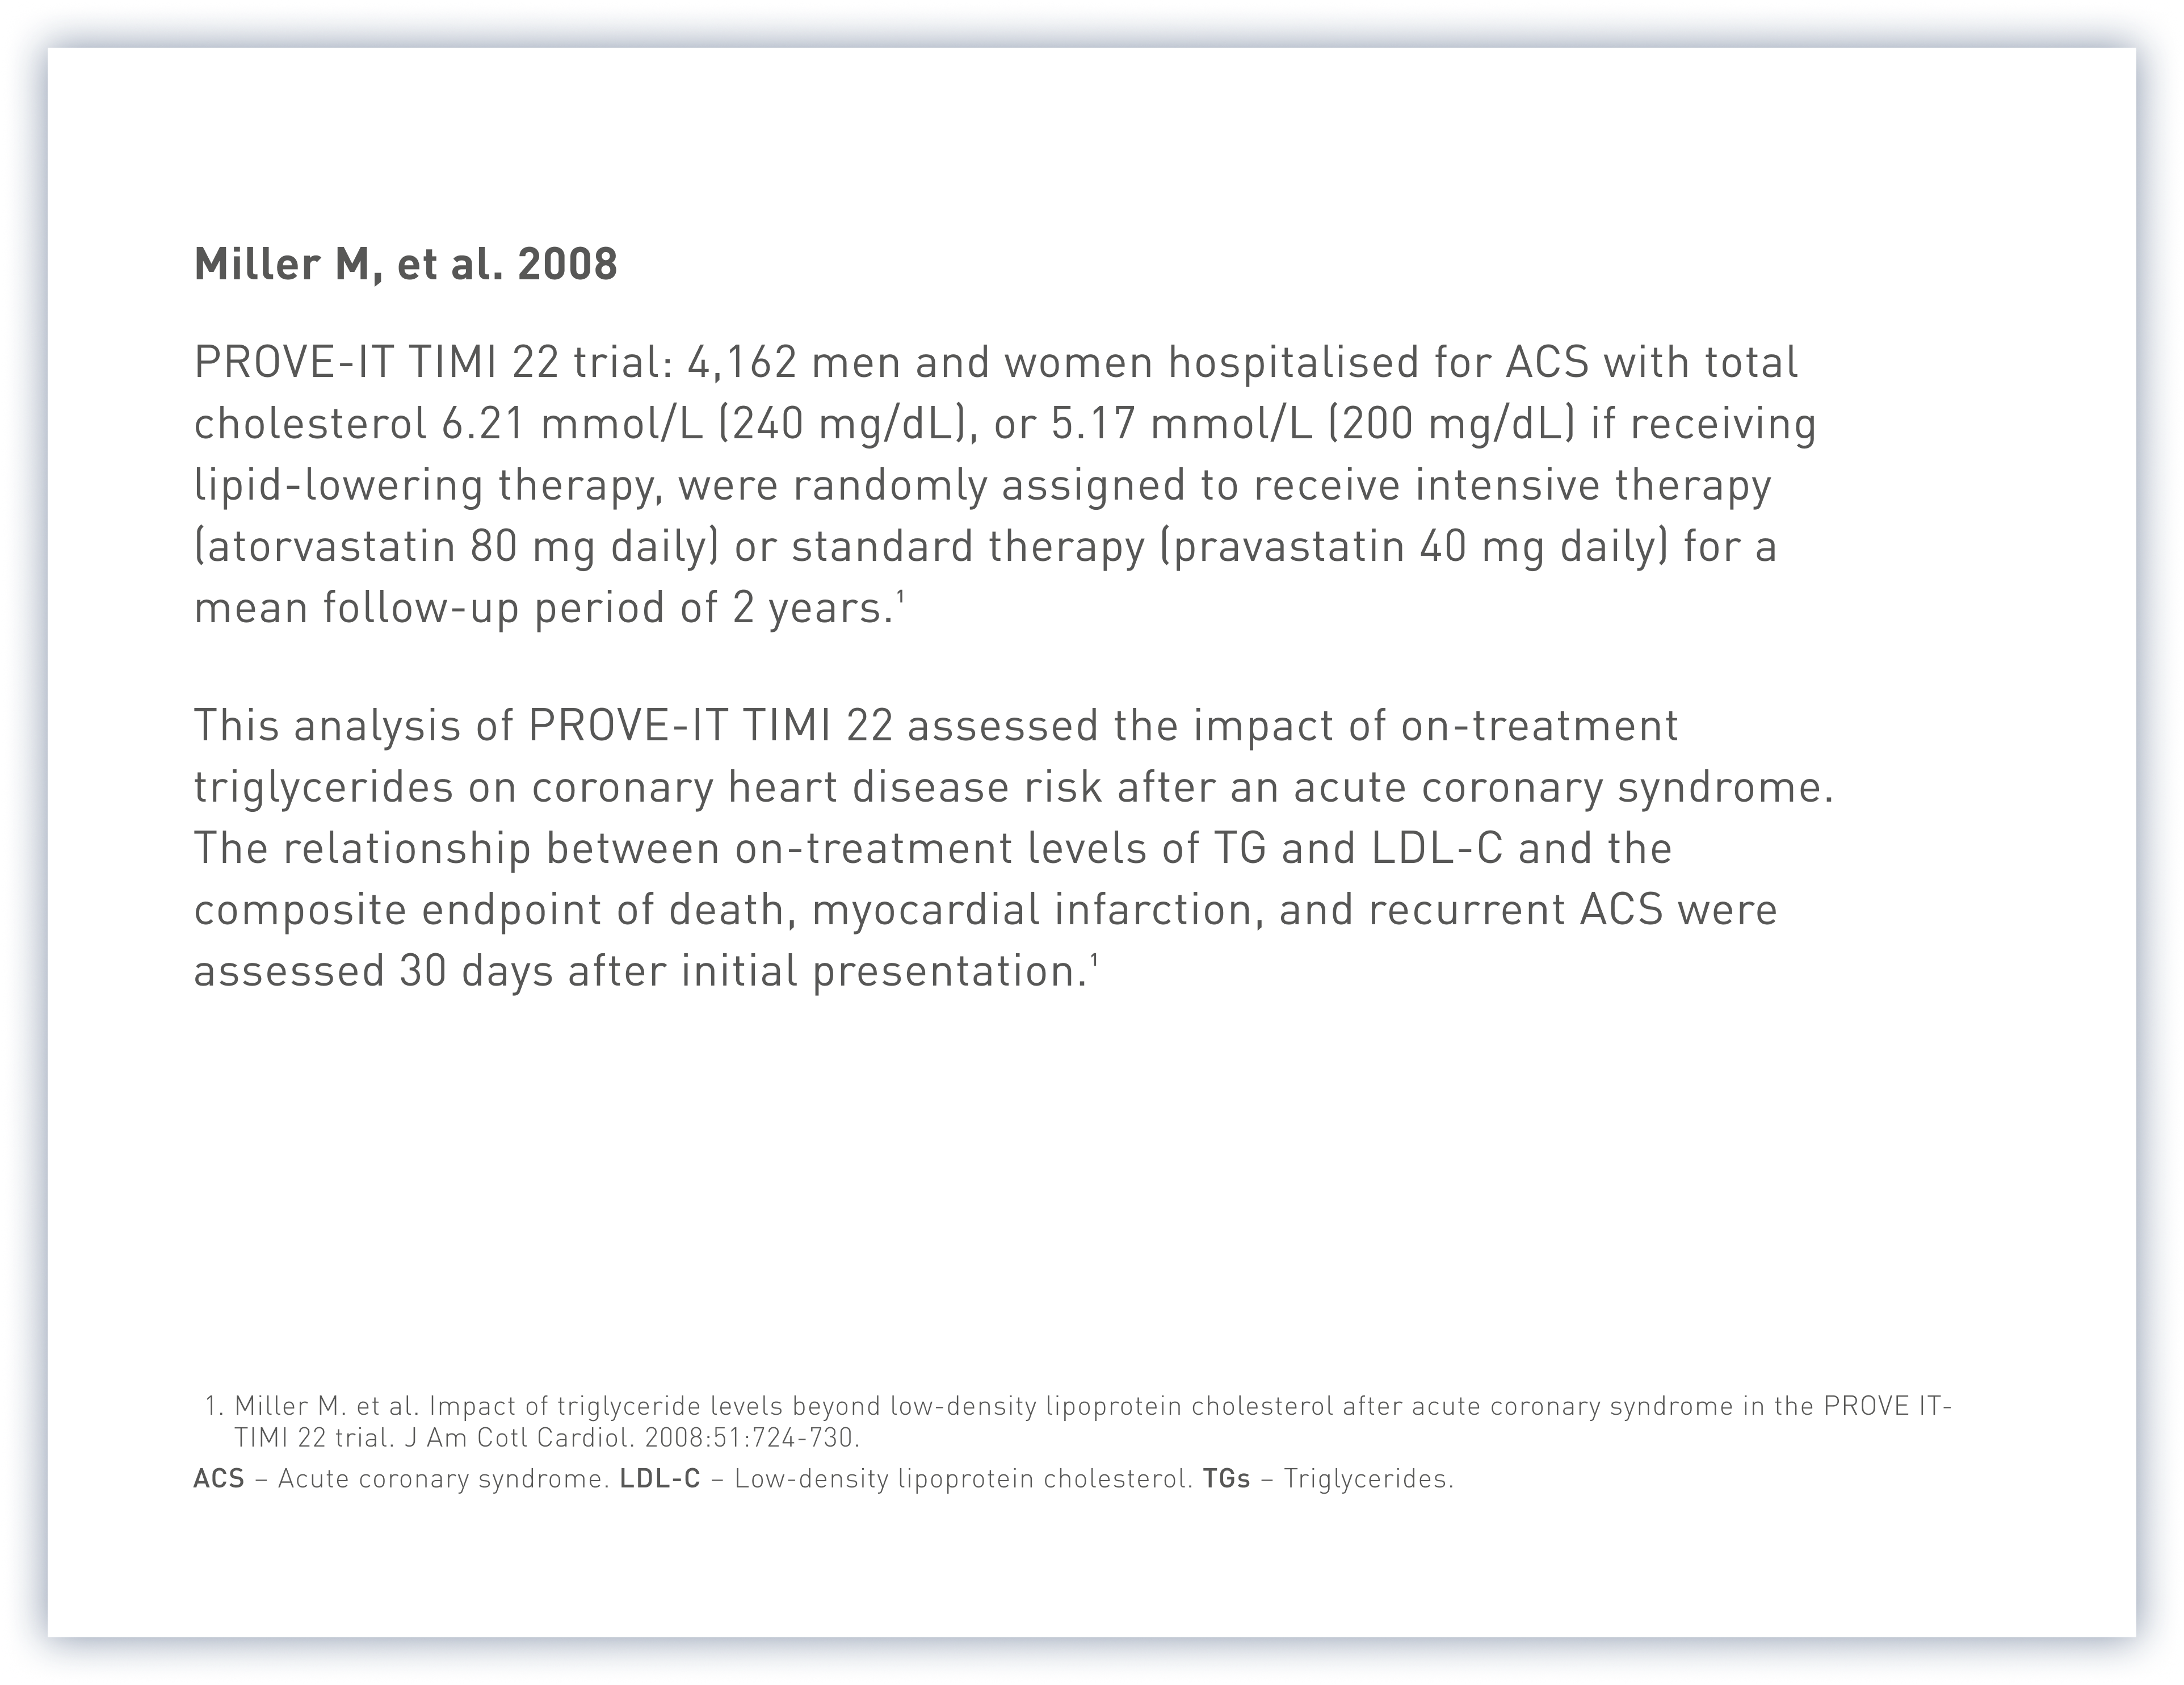 Miller M, et al. 2008
PROVE-IT TIMI 22 trial: 4,162 men and women hospitalised for ACS with total
cholesterol 6.21 mmol/L (240 mg/dL), or 5.17 mmol/L (200 mg/dL) if receiving
lipid-lowering therapy, were randomly assigned to receive intensive therapy
(atorvastatin 80 mg daily) or standard therapy (pravastatin 40 mg daily) for a
mean follow-up period of 2 years.¹
This analysis of PROVE-IT TIMI 22 assessed the impact of on-treatment
triglycerides on coronary heart disease risk after an acute coronary syndrome.
The relationship between on-treatment levels of TG and LDL-C and the
composite endpoint of death, myocardial infarction, and recurrent ACS were
assessed 30 days after initial presentation.¹
1. Miller M. et al. Impact of triglyceride levels beyond low-density lipoprotein cholesterol after acute coronary syndrome in the PROVE IT-
TIMI 22 trial. J Am Cotl Cardiol. 2008:51:724-730.
ACS – Acute coronary syndrome. LDL-C – Low-density lipoprotein cholesterol. TGs – Triglycerides.